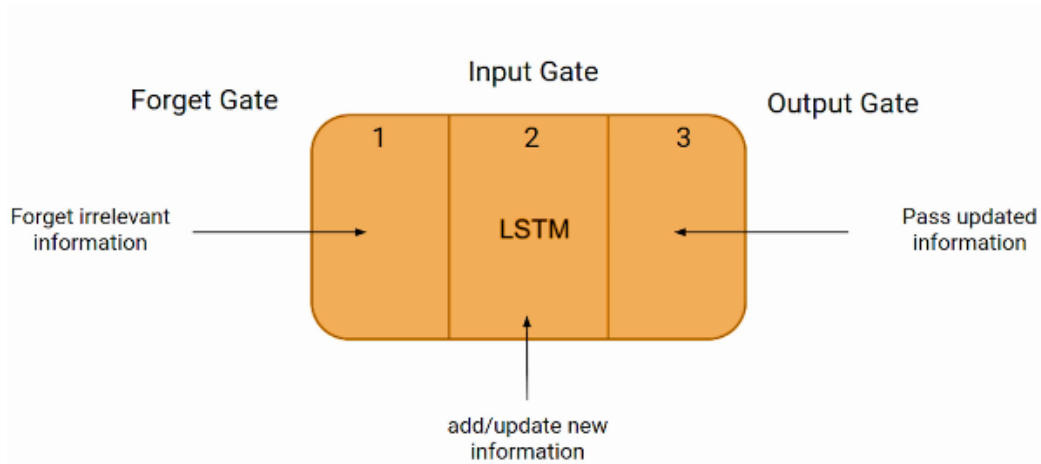 Input Gate
Forget Gate
Output Gate
1
2
3
Forget irrelevant
information
LSTM
Pass updated
information
add/update new
information